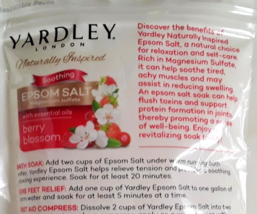 YARDLEY
LONDON
Naturally Inspired
Soothing
EPSOM SALT
magnesium sulfate
with essential oils
berry
blossom
Discover the benefits of
Yardley Naturally Inspired
Epsom Salt, a natural choice
for relaxation and self-care.
Rich in Magnesium Sulfate,
it can help soothe tired,
achy muscles and may
assist in reducing swelling.
An Epsom salt soak can help
flush toxins and support
protein formation in joints
thereby promoting
well-being. Enjoy
revitalizing soak
BATH SOAK: Add two cups of Epsom Salt under warm running bath
Yardley Epsom Salt helps relieve tension and
experience. Soak for at least 20 minutes.
FEET RELIEF: Add one cup of Yardley Epsom Salt to one gallon of
warm water and soak for at least 5 minutes at a time.
COMPRESS: Dissolve 2 cups of Yardley Epsom Salt into two